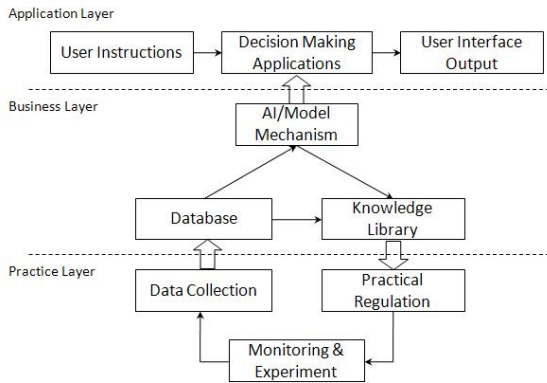 Application Layer
User Instructions
Decision Making
Applications
User Interface
Output
Business Layer
AI/Model
Mechanism
Database
Knowledge
Library
Practice Layer
Data Collection
Practical
Regulation
Monitoring &
Experiment